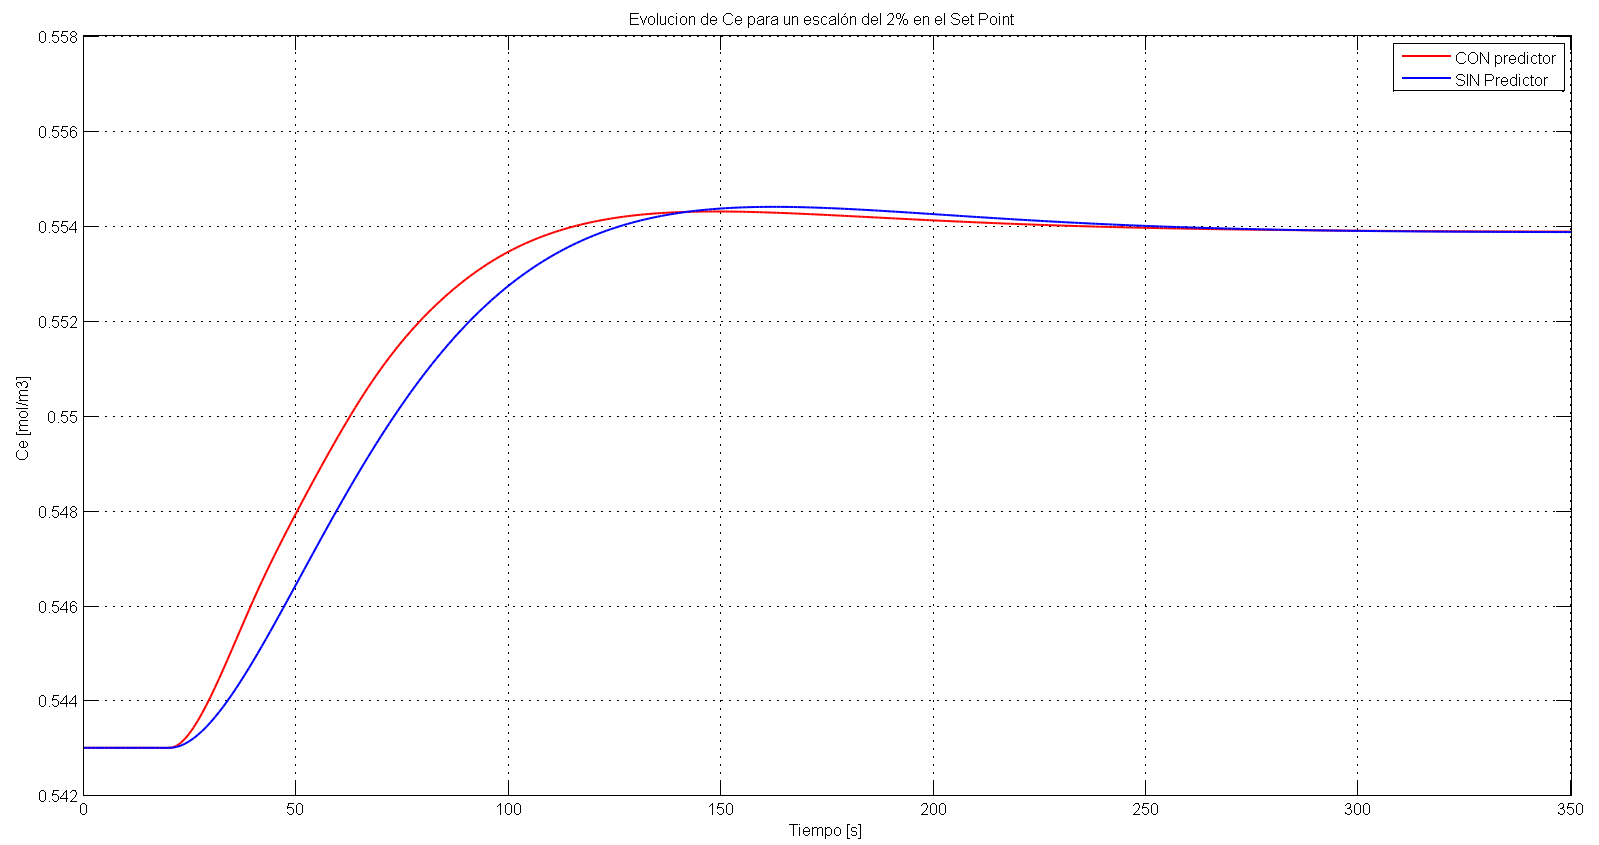 Evolucion de Ce para un escalón del 2% en el Set Point
CON predictor
SIN Predictor
0.558
0.556
0.554
0.552
0.55
0.548
0.546
0.544
0.542
Ce [mol/m3]
0 50 100 150 200 250 300 350
Tiempo [s]